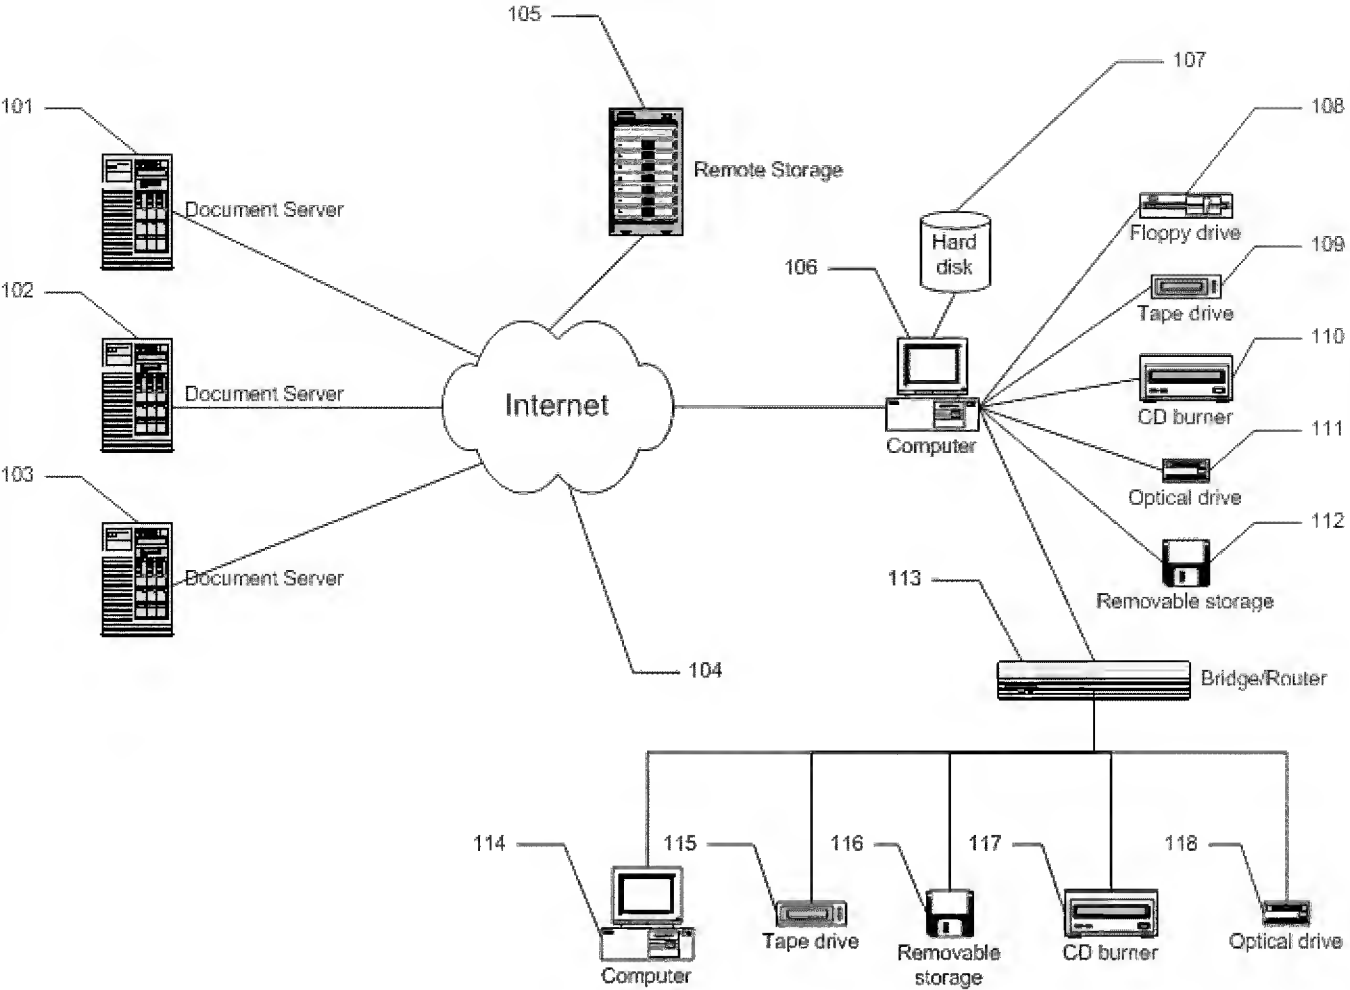 105
107
101
108
Remote Storage
Document Server
Hard
disk
Floppy drive
109
106
102
Tape drive
110
Document Server
Internet
CD burner
111
Computer
103
Optical drive
112
Document Server
113
Removable storage
104
Bridge/Router
114
115
116
117
118
Tape drive
Removable
storage
CD burner
Optical drive
Computer